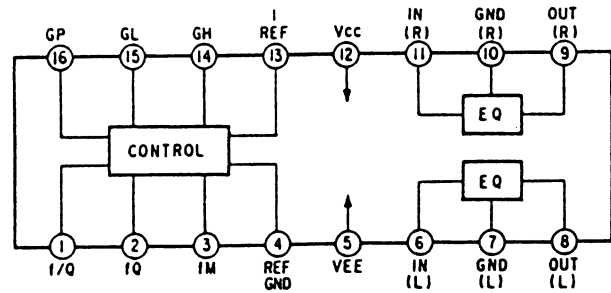 GP GL GH I REF Vcc IN (R) GND (R) OUT (R)
16 15 14 13 12 11 10 9
EQ
CONTROL
EQ
1 2 3 4 5 6 7 8
f/Q fQ fM REF GND VEE IN (L) GND (L) OUT (L)